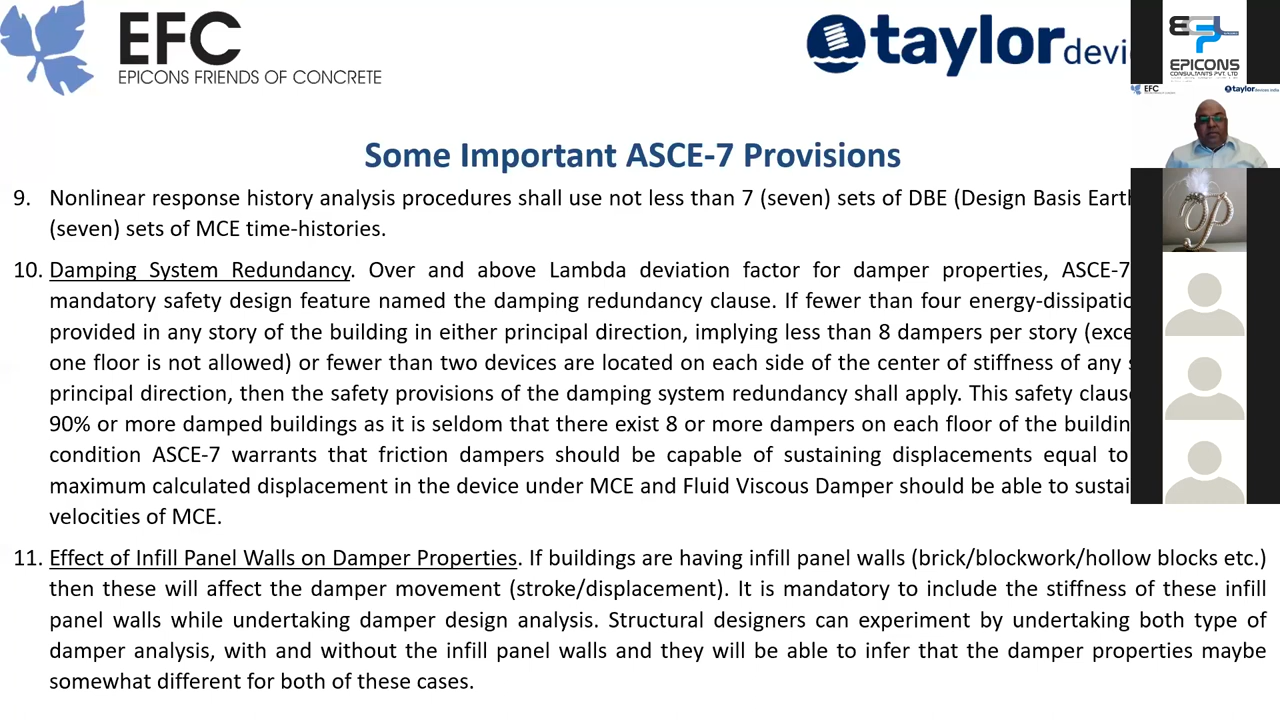 EFC
EPICONS FRIENDS OF CONCRETE
taylor devi
EPICONS
CONSULTANTS PVT. LTD
EFC
taylor devices india
Some Important ASCE-7 Provisions
9. Nonlinear response history analysis procedures shall use not less than 7 (seven) sets of DBE (Design Basis Eart
(seven) sets of MCE time-histories.
10. Damping System Redundancy. Over and above Lambda deviation factor for damper properties, ASCE-7
mandatory safety design feature named the damping redundancy clause. If fewer than four energy-dissipatio
provided in any story of the building in either principal direction, implying less than 8 dampers per story (exce
one floor is not allowed) or fewer than two devices are located on each side of the center of stiffness of any
principal direction, then the safety provisions of the damping system redundancy shall apply. This safety claus
90% or more damped buildings as it is seldom that there exist 8 or more dampers on each floor of the buildin
condition ASCE-7 warrants that friction dampers should be capable of sustaining displacements equal to
maximum calculated displacement in the device under MCE and Fluid Viscous Damper should be able to sustai
velocities of MCE.
11. Effect of Infill Panel Walls on Damper Properties. If buildings are having infill panel walls (brick/blockwork/hollow blocks etc.)
then these will affect the damper movement (stroke/displacement). It is mandatory to include the stiffness of these infill
panel walls while undertaking damper design analysis. Structural designers can experiment by undertaking both type of
damper analysis, with and without the infill panel walls and they will be able to infer that the damper properties maybe
somewhat different for both of these cases.